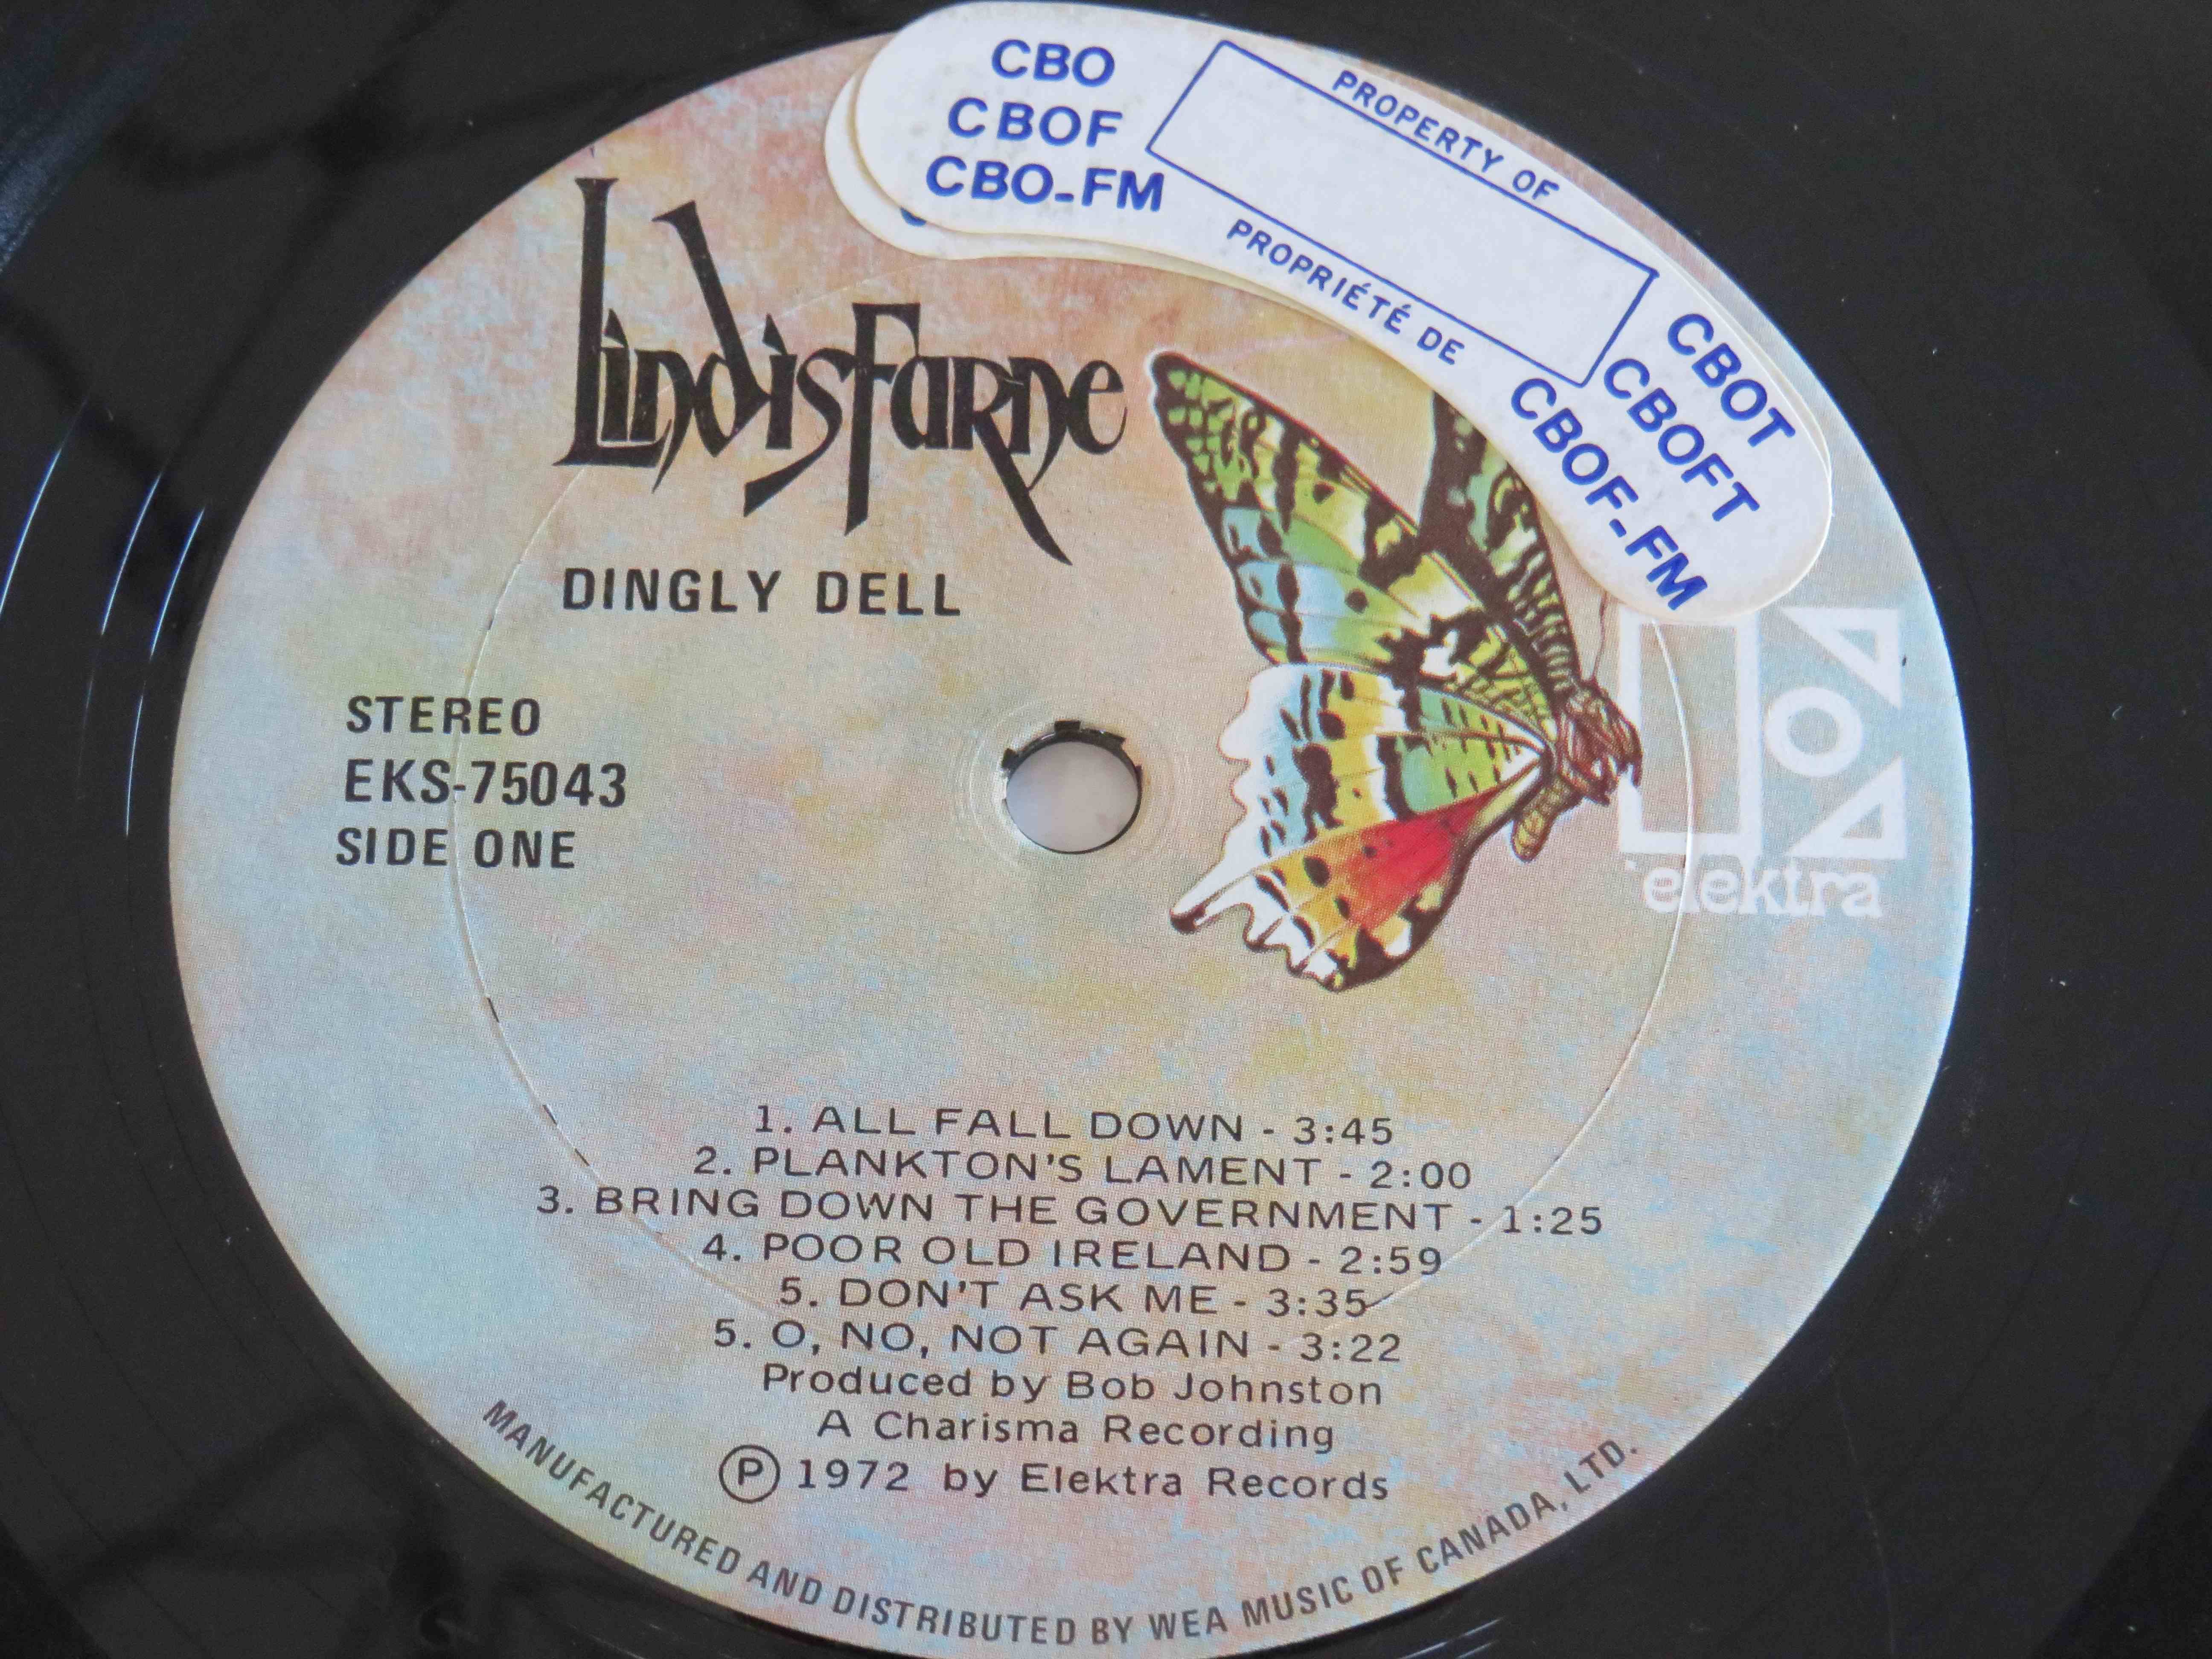 CBO
CBOF
CBO-FM
PROPERTY OF
PROPRIÉTÉ DE
CBOT
CBOFT
CBOF-FM
Lindisfarne
DINGLY DELL
STEREO
EKS-75043
SIDE ONE
elektra
1. ALL FALL DOWN - 3:45
2. PLANKTON'S LAMENT - 2:00
3. BRING DOWN THE GOVERNMENT - 1:25
4. POOR OLD IRELAND - 2:59
5. DON'T ASK ME - 3:35
5. O, NO, NOT AGAIN - 3:22
Produced by Bob Johnston
A Charisma Recording
Ⓟ 1972 by Elektra Records
MANUFACTURED AND DISTRIBUTED BY WEA MUSIC OF CANADA, LTD.